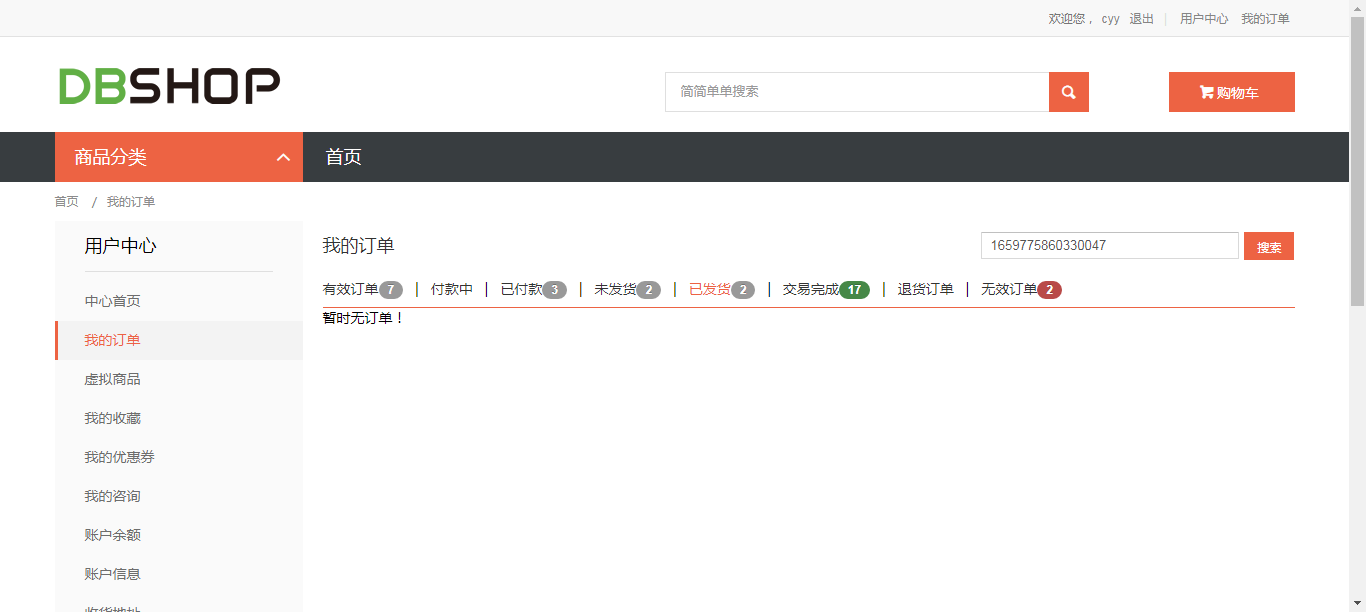 欢迎您， cyy 退出 | 用户中心 我的订单
DBSHOP
简简单单搜索
购物车
商品分类 首页
首页 / 我的订单
用户中心
中心首页
我的订单
虚拟商品
我的收藏
我的优惠券
我的咨询
账户余额
账户信息
收货地址
我的订单
1659775860330047 搜索
有效订单7 | 付款中 | 已付款3 | 未发货2 | 已发货2 | 交易完成17 | 退货订单 | 无效订单2
暂时无订单！